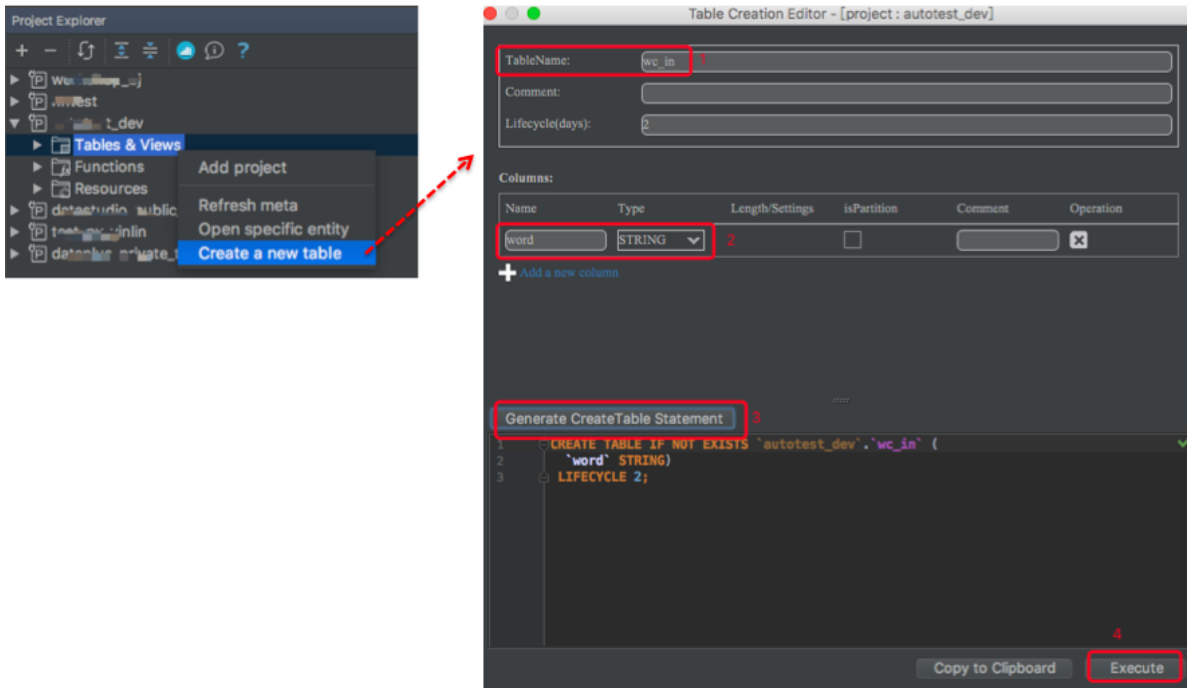 Project Explorer
Tables & Views
Functions
Resources
Add project
Refresh meta
Open specific entity
Create a new table
Table Creation Editor - [project : autotest_dev]
TableName: wc_in 1
Comment:
Lifecycle(days): 2
Columns:
Name Type Length/Settings isPartition Comment Operation
word STRING 2
Add a new column
Generate CreateTable Statement 3
1 CREATE TABLE IF NOT EXISTS `autotest_dev`.`wc_in` (
2 `word` STRING)
3 LIFECYCLE 2;
4
Copy to Clipboard Execute